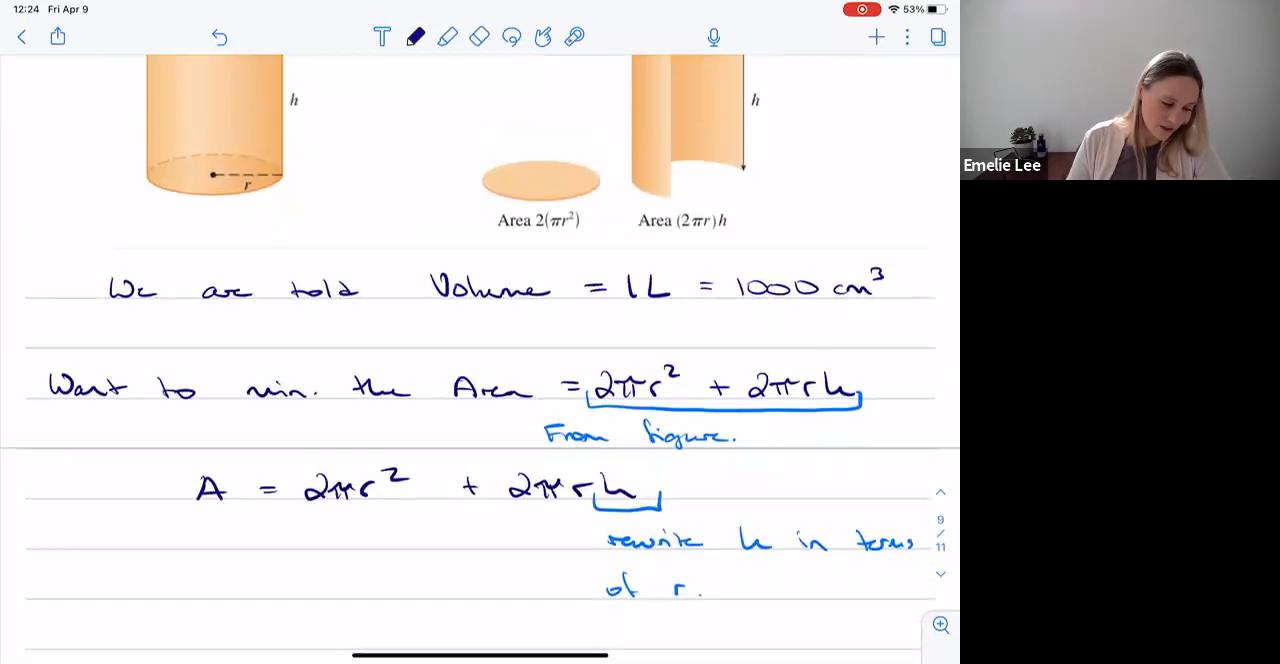 12:24 Fri Apr 9
53%
h
h
r
Area 2(πr²)
Area (2πr)h
Emelie Lee
We are told Volume = 1L = 1000 cm³
Want to min. the Area = 2πr² + 2πrh
From figure.
A = 2πr² + 2πrh
rewrite h in terms
of r.
9
/
11